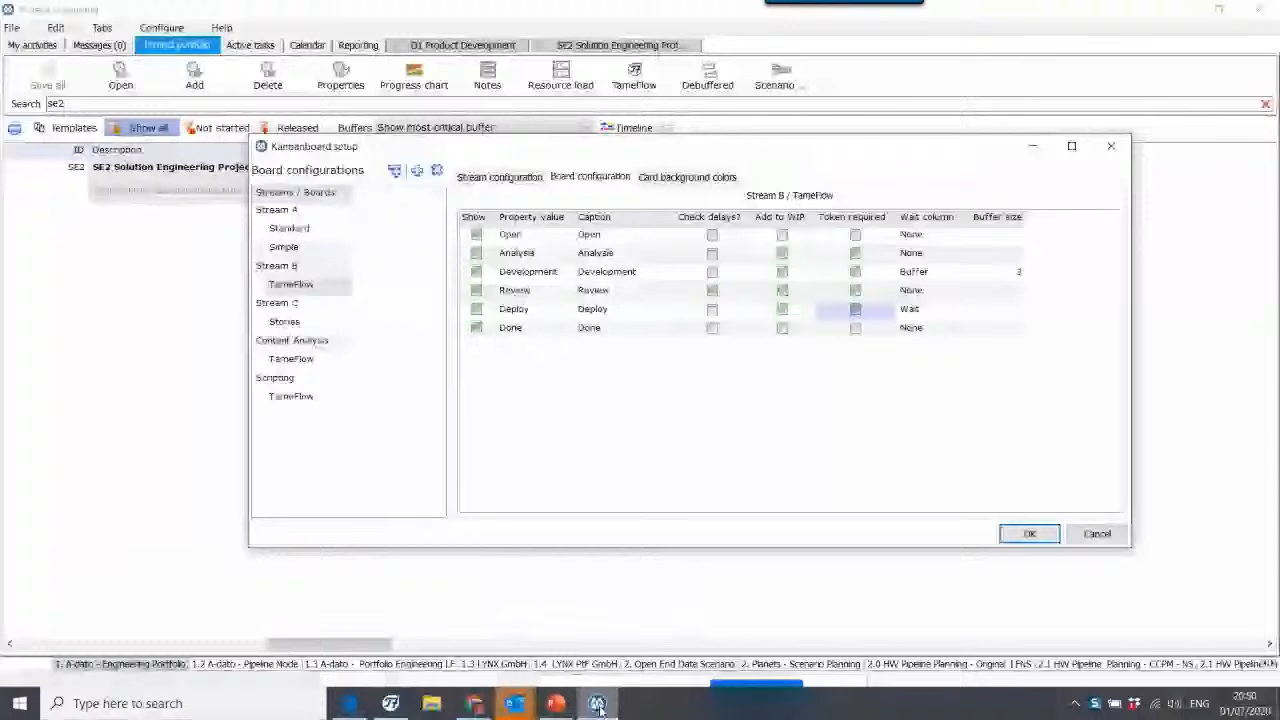 File Edit Tabs Configure Help
My activities Messages (0) Project portfolio Active tasks Calendar Reporting D1 Product Development SE2 Solution Engineering Proj...
Save all Open Add Delete Properties Progress chart Notes Resource load Tameflow Debuffered Scenario ...
Search se2
Templates Show all Not started Released Buffers Show most critical buffer Timeline
ID Description
SE2 SE2 Solution Engineering Projec
Kanbanboard setup
Board configurations
Stream configuration Board configuration Card background colors
Stream B / TameFlow
Streams / Boards
Stream A
Standard
Simple
Stream B
TameFlow
Stream C
Stories
Content Analysis
TameFlow
Scripting
TameFlow
Show Property value Caption Check delays? Add to WIP Token required Wait column Buffer size
Open Open None
Analysis Analysis None
Development Development Buffer
Review Review None
Deploy Deploy Wait
Done Done None
OK Cancel
1. A-dato - Engineering Portfolio 1.2 A-dato - Pipeline Mode 1.3 A-dato - Portfolio Engineering LF 1.3 LYNX GmbH 1.4 LYNX PtF GmbH 2. Open End Date Scenario 2. Planets - Scenario Planning 2.0 HW Pipeline Planning - Original 2.1 HW Pipeline Planning - CCPM - NS 2.1 HW Pipeline
Type here to search
ENG
20:50
01/07/2020